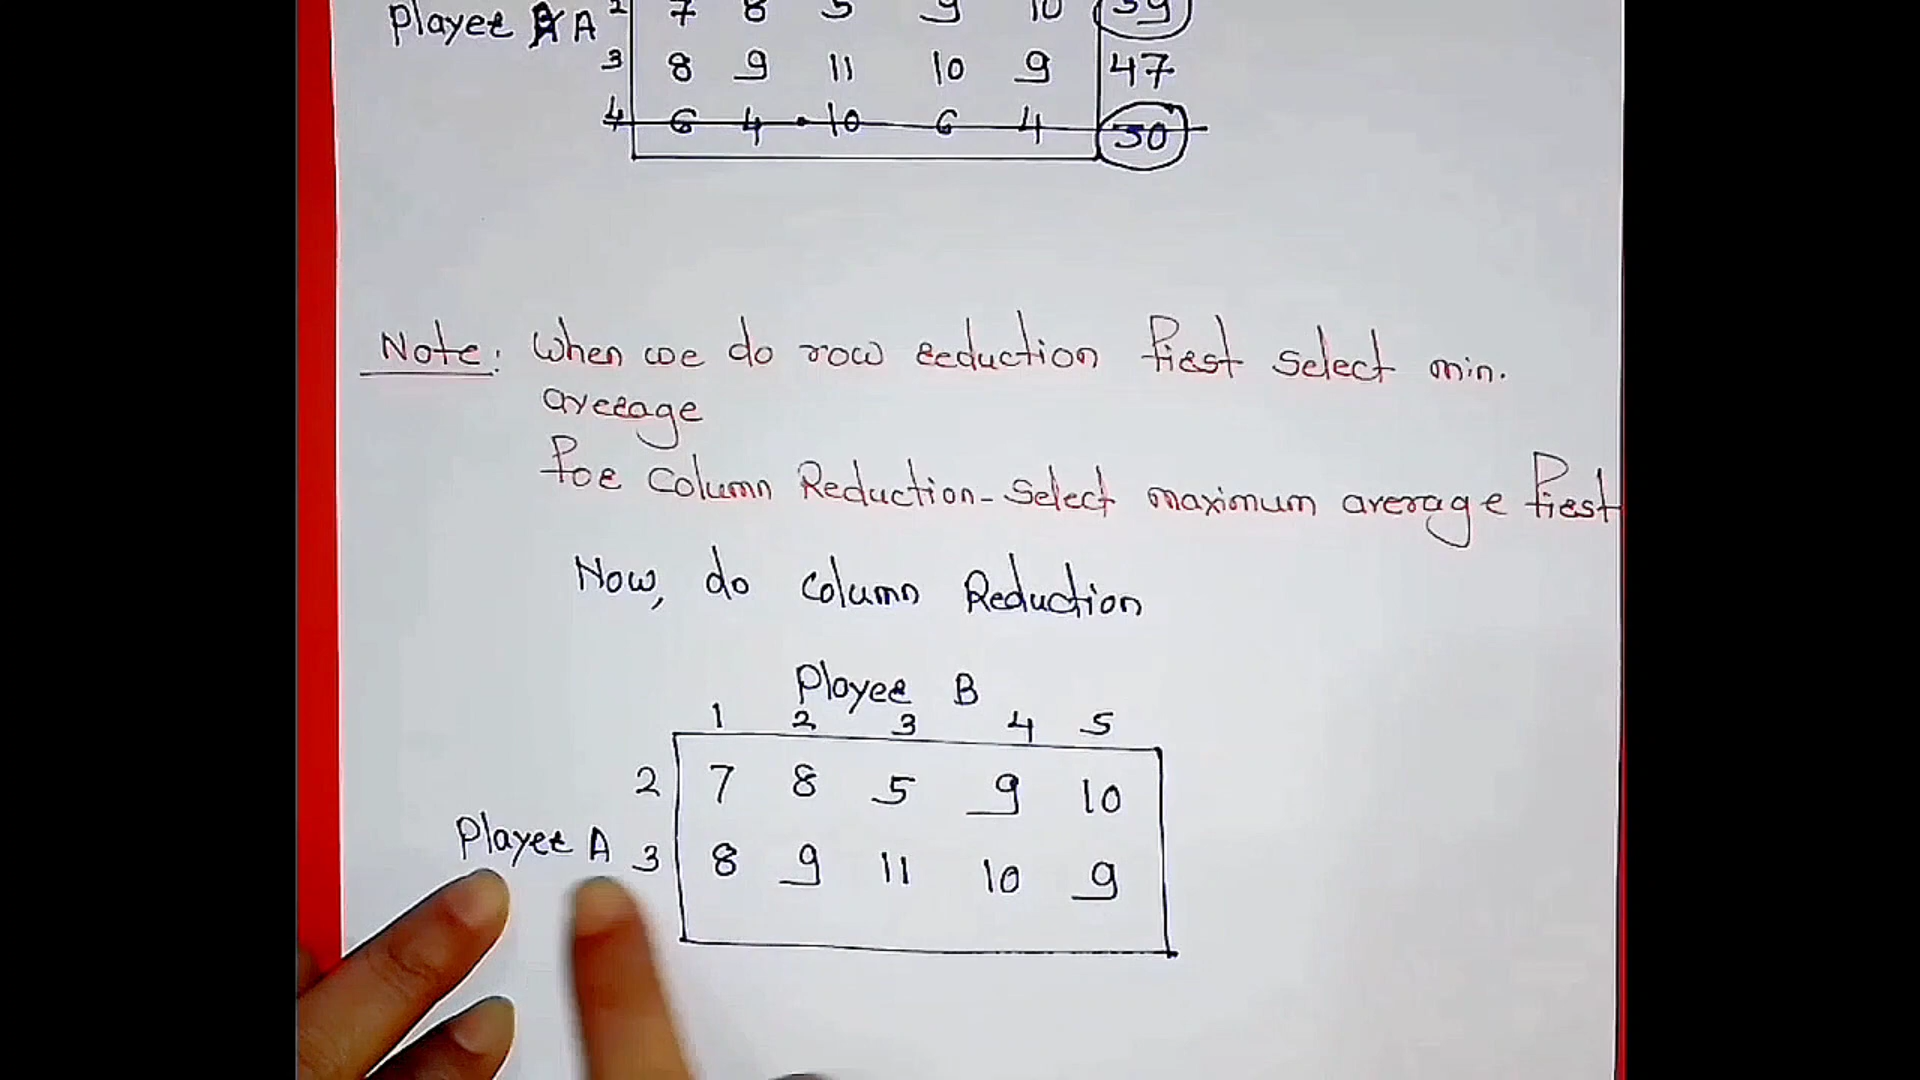 Player A 2 7 8 5 9 10 39
3 8 9 11 10 9 47
4 6 4 10 6 4 30
Note: When we do row reduction first select min.
average
for Column Reduction - Select maximum average first
Now, do Column Reduction
Player B
1 2 3 4 5
2 7 8 5 9 10
Player A 3 8 9 11 10 9